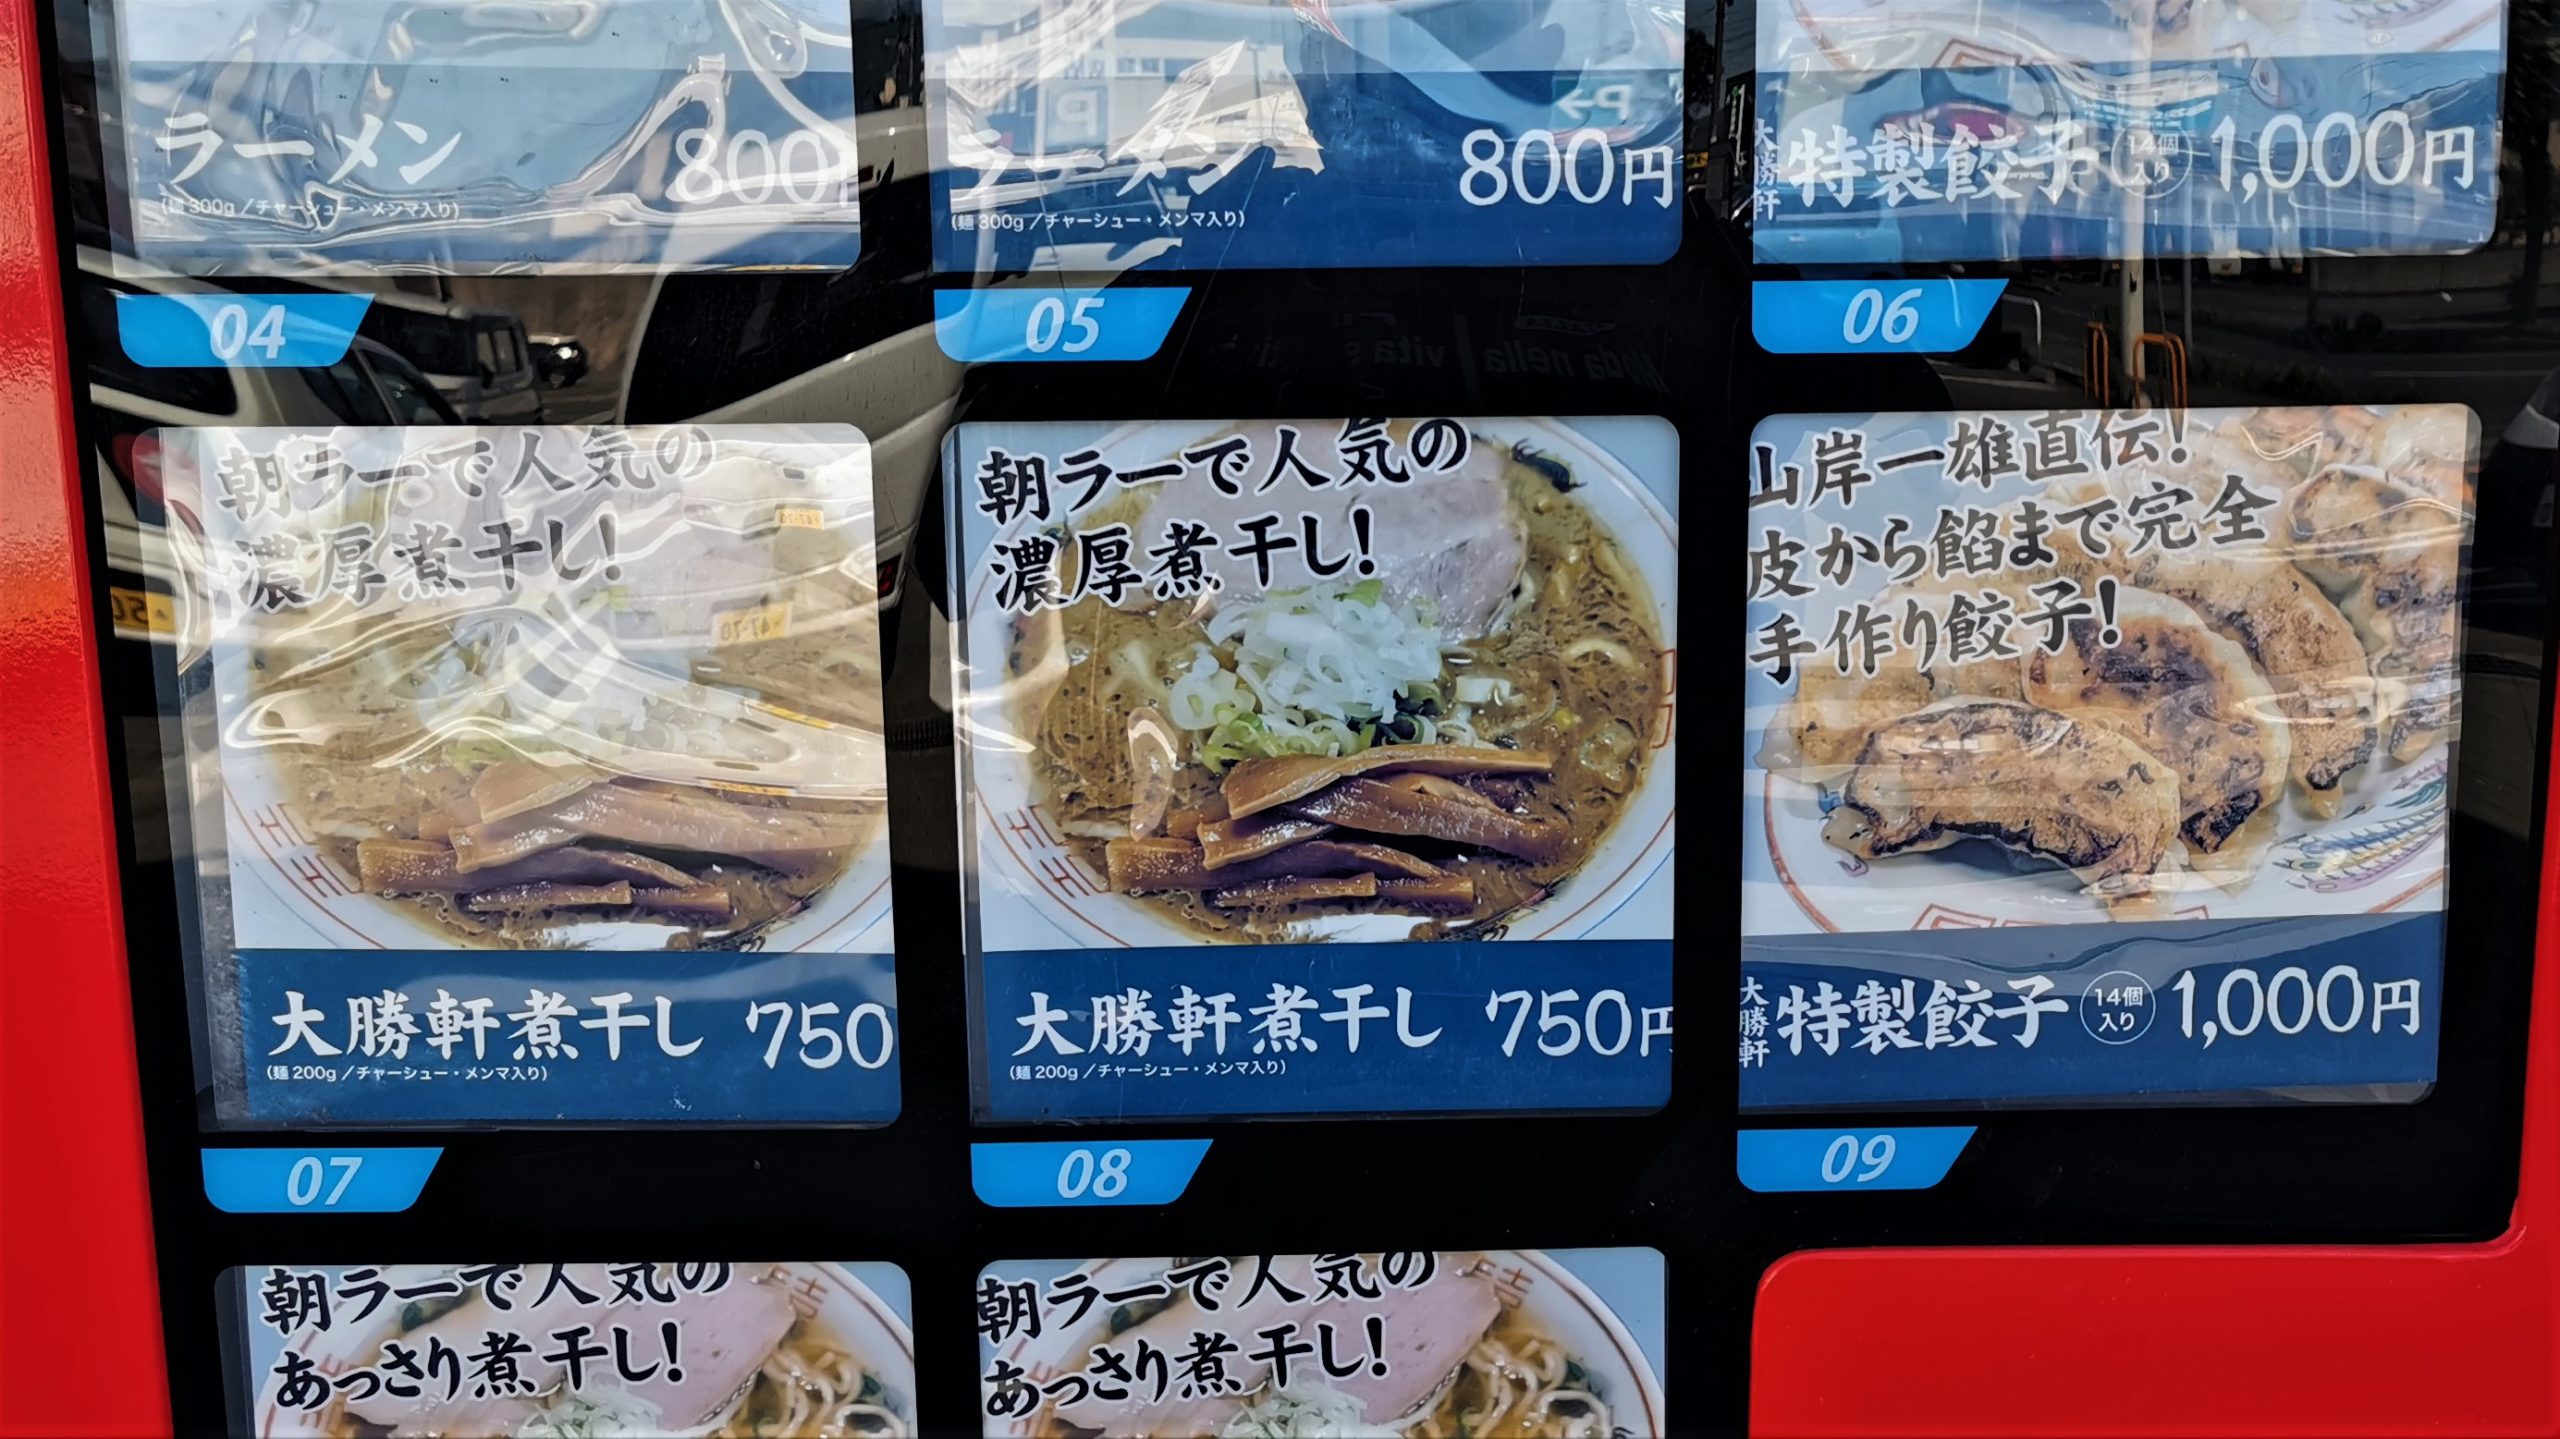 ラーメン 800
(麺300g／チャーシュー・メンマ入り)
04
ラーメン 800円
(麺300g／チャーシュー・メンマ入り)
05
大勝軒 特製餃子 14個入り 1,000円
06
朝ラーで人気の
濃厚煮干し!
大勝軒煮干し 750
(麺200g／チャーシュー・メンマ入り)
07
朝ラーで人気の
濃厚煮干し!
大勝軒煮干し 750円
(麺200g／チャーシュー・メンマ入り)
08
山岸一雄直伝!
皮から餡まで完全
手作り餃子!
大勝軒 特製餃子 14個入り 1,000円
09
朝ラーで人気の
あっさり煮干し!
朝ラーで人気の
あっさり煮干し!